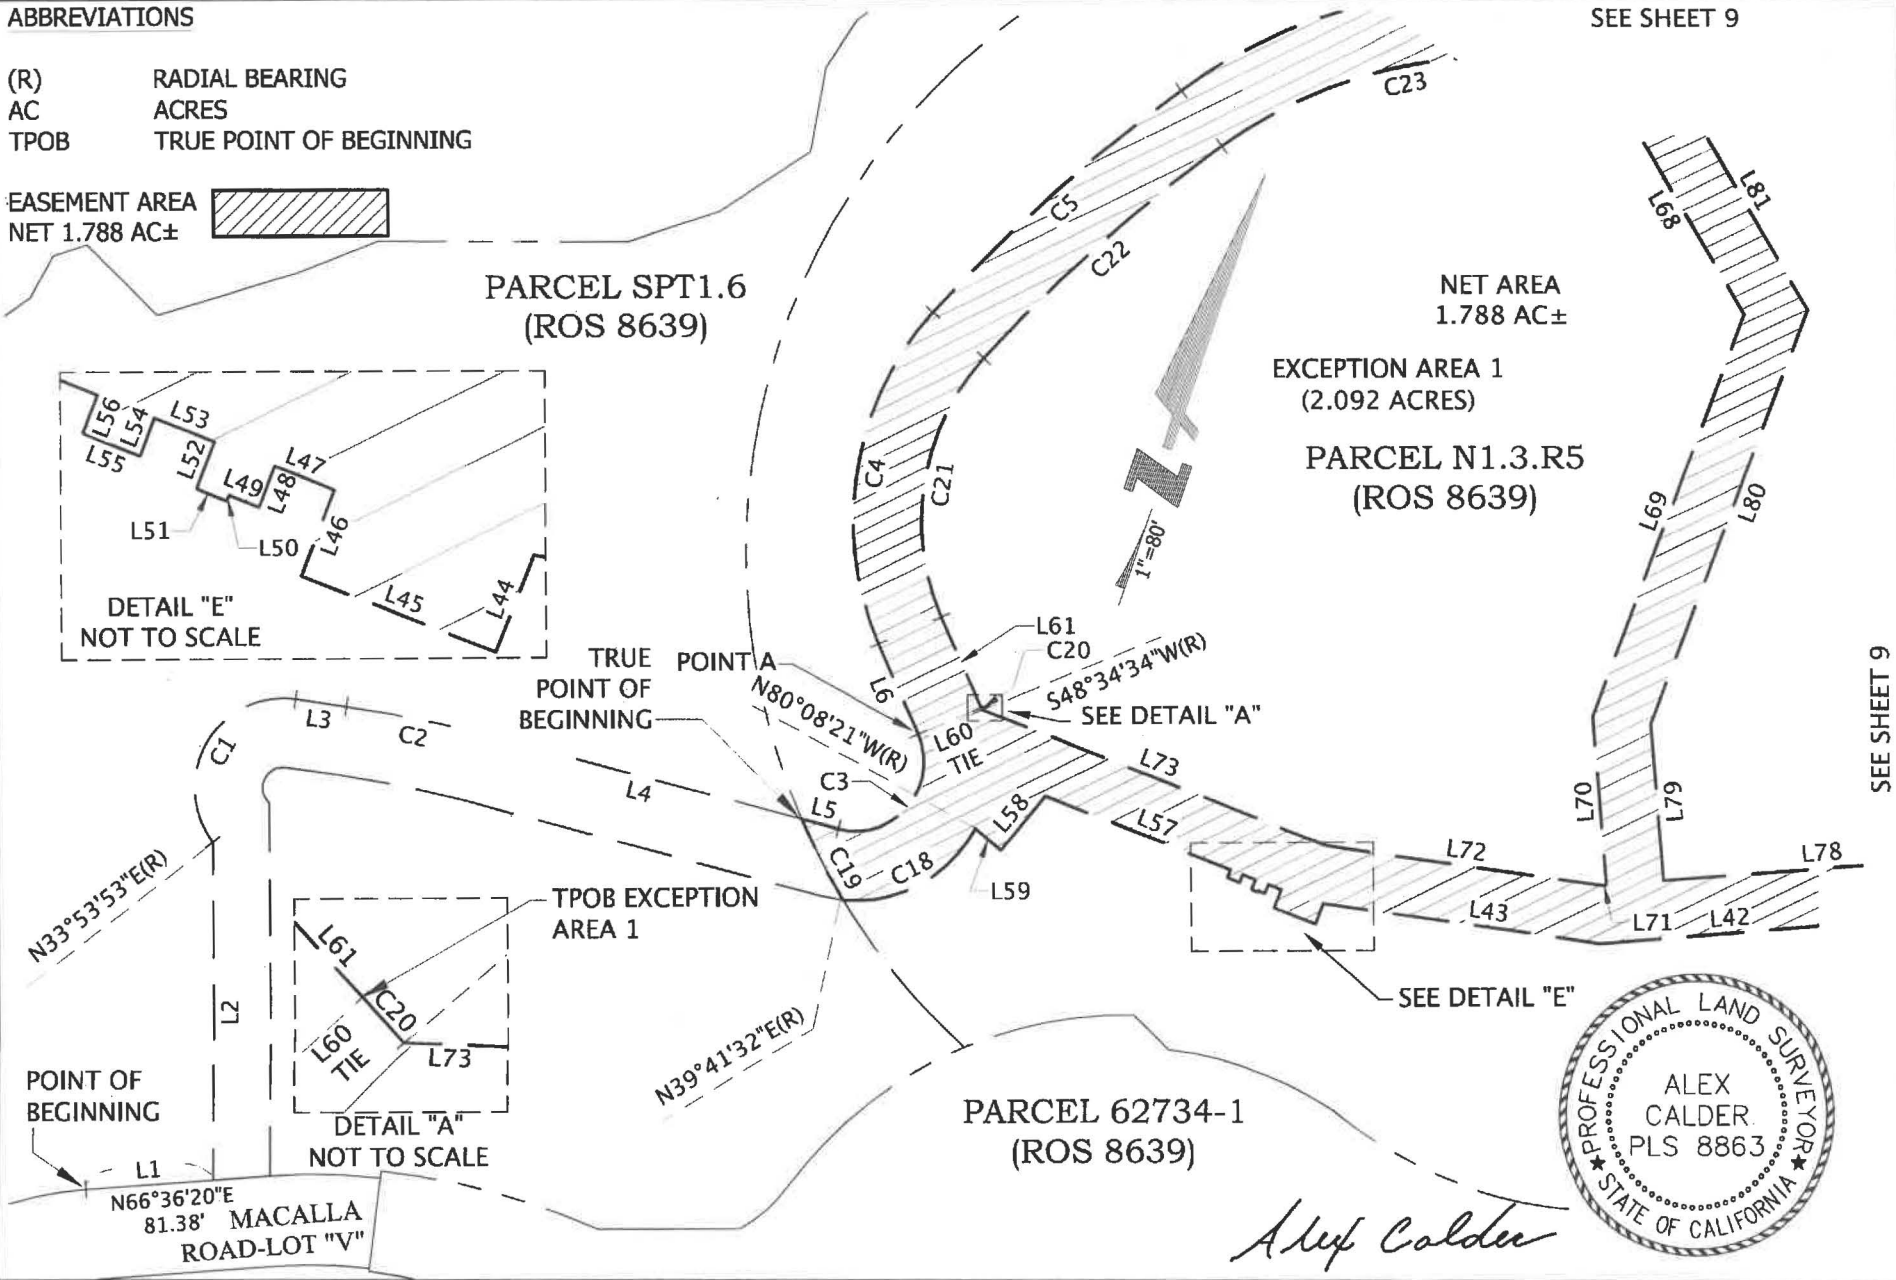 ABBREVIATIONS
(R) RADIAL BEARING
AC ACRES
TPOB TRUE POINT OF BEGINNING
EASEMENT AREA
NET 1.788 AC±
SEE SHEET 9
C23
C5
C22
L81
L68
PARCEL SPT1.6
(ROS 8639)
NET AREA
1.788 AC±
EXCEPTION AREA 1
(2.092 ACRES)
PARCEL N1.3.R5
(ROS 8639)
C4
C21
N
1"=80'
L69
L80
L56
L54
L53
L55
L52
L49
L47
L48
L51
L50
L46
L45
L44
DETAIL "E"
NOT TO SCALE
TRUE
POINT OF
BEGINNING
POINT A
L61
C20
L6
N80°08'21"W(R)
S48°34'34"W(R)
SEE DETAIL "A"
L60
TIE
SEE SHEET 9
L3
C2
C1
L4
C3
L5
L73
L58
L57
L70
L79
C19
C18
L59
L72
L78
L43
L71
L42
SEE DETAIL "E"
N33°53'53"E(R)
L2
TPOB EXCEPTION
AREA 1
L61
C20
L60
TIE
L73
DETAIL "A"
NOT TO SCALE
N39°41'32"E(R)
POINT OF
BEGINNING
L1
N66°36'20"E
81.38'
MACALLA
ROAD-LOT "V"
PARCEL 62734-1
(ROS 8639)
PROFESSIONAL LAND SURVEYOR
ALEX
CALDER
PLS 8863
★ STATE OF CALIFORNIA ★
Alex Calder